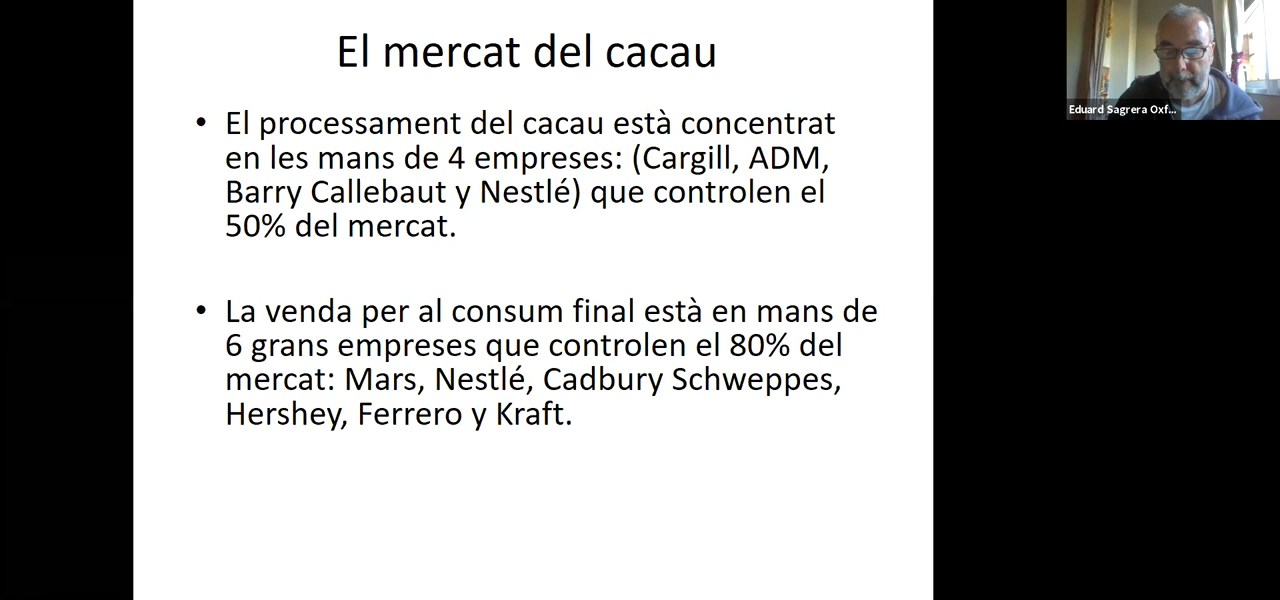 El mercat del cacau
• El processament del cacau està concentrat
en les mans de 4 empreses: (Cargill, ADM,
Barry Callebaut y Nestlé) que controlen el
50% del mercat.
• La venda per al consum final està en mans de
6 grans empreses que controlen el 80% del
mercat: Mars, Nestlé, Cadbury Schweppes,
Hershey, Ferrero y Kraft.
Eduard Sagrera Oxf...